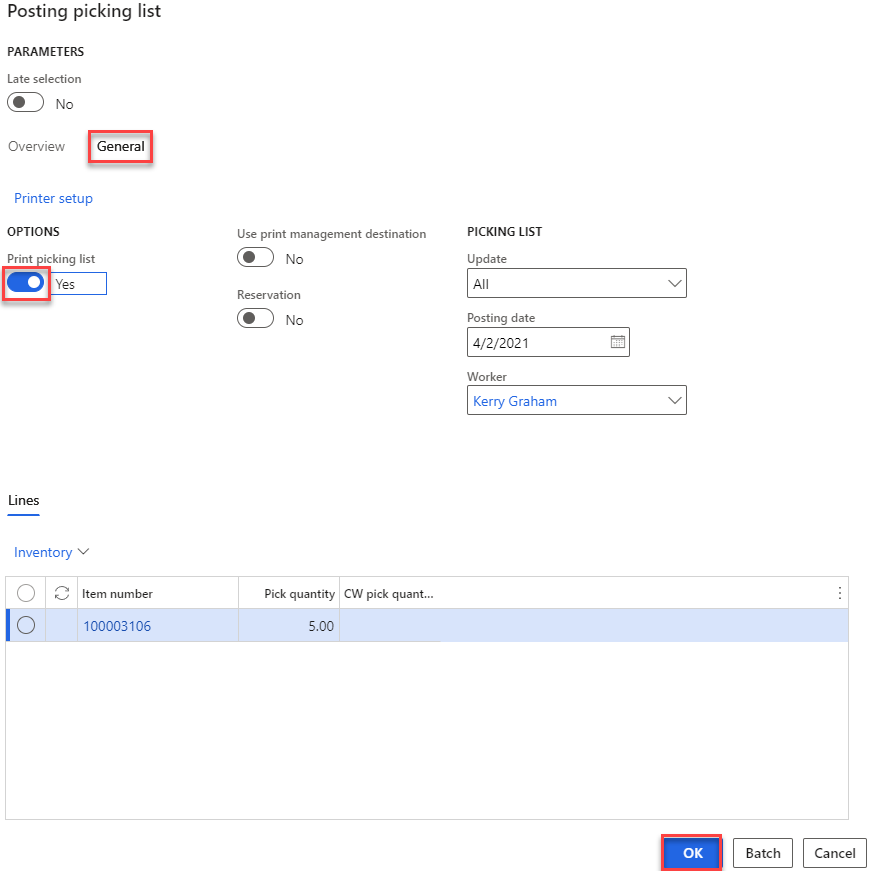 Posting picking list
PARAMETERS
Late selection
No
Overview General
Printer setup
OPTIONS
Print picking list
Yes
Use print management destination
No
Reservation
No
PICKING LIST
Update
All
Posting date
4/2/2021
Worker
Kerry Graham
Lines
Inventory
Item number Pick quantity CW pick quant...
100003106 5.00
OK Batch Cancel